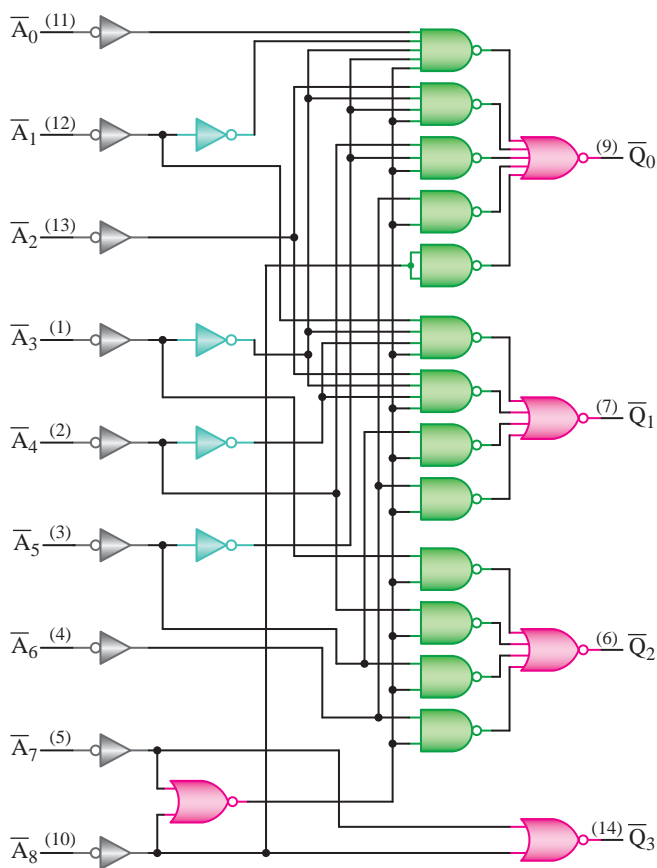 A̅₀ (11)
A̅₁ (12)
(9) Q̅₀
A̅₂ (13)
A̅₃ (1)
(7) Q̅₁
A̅₄ (2)
A̅₅ (3)
A̅₆ (4)
(6) Q̅₂
A̅₇ (5)
A̅₈ (10)
(14) Q̅₃